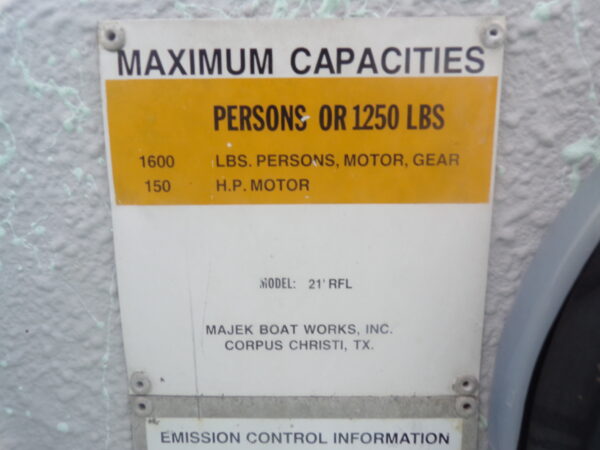 MAXIMUM CAPACITIES
PERSONS OR 1250 LBS
1600 LBS. PERSONS, MOTOR, GEAR
150 H.P. MOTOR
MODEL: 21' RFL
MAJEK BOAT WORKS, INC.
CORPUS CHRISTI, TX.
EMISSION CONTROL INFORMATION